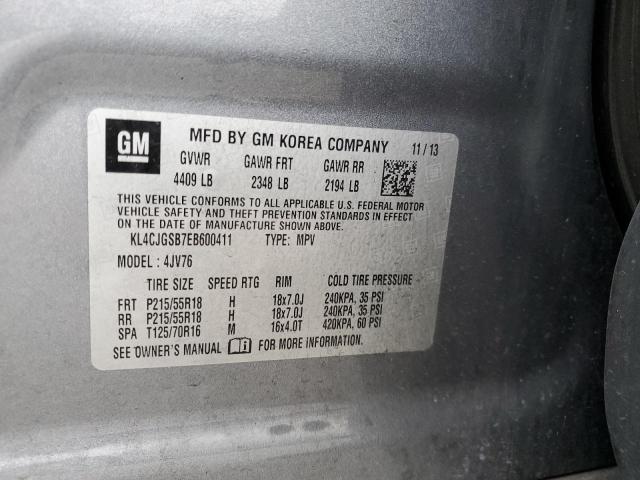 GM MFD BY GM KOREA COMPANY 11/13
GVWR GAWR FRT GAWR RR
4409 LB 2348 LB 2194 LB
THIS VEHICLE CONFORMS TO ALL APPLICABLE U.S. FEDERAL MOTOR
VEHICLE SAFETY AND THEFT PREVENTION STANDARDS IN EFFECT
ON THE DATE OF MANUFACTURE SHOWN ABOVE.
KL4CJGSB7EB600411 TYPE: MPV
MODEL: 4JV76
TIRE SIZE SPEED RTG RIM COLD TIRE PRESSURE
FRT P215/55R18 H 18x7.0J 240KPA, 35 PSI
RR P215/55R18 H 18x7.0J 240KPA, 35 PSI
SPA T125/70R16 M 16x4.0T 420KPA, 60 PSI
SEE OWNER'S MANUAL FOR MORE INFORMATION.